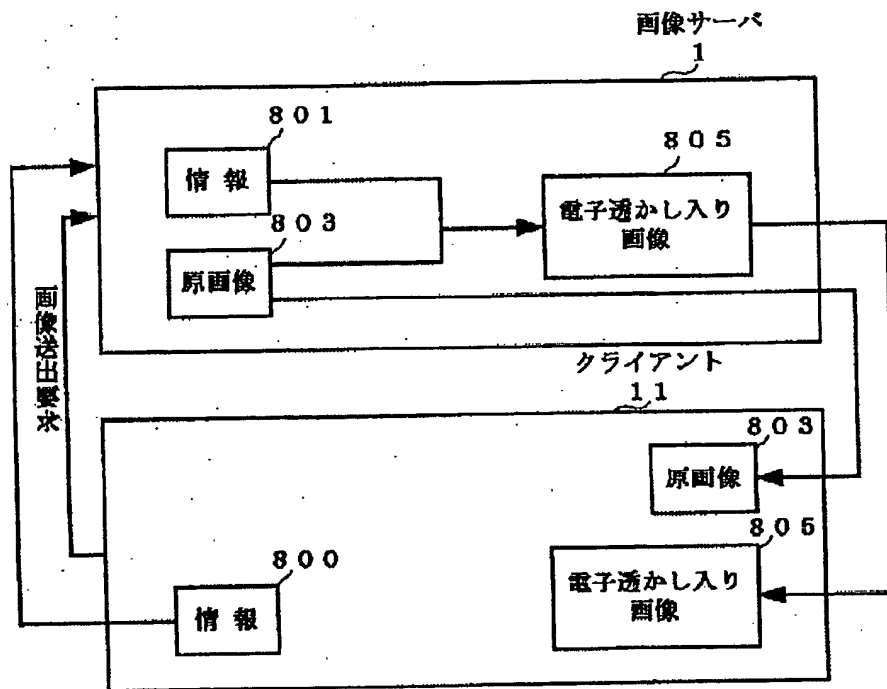 画像サーバ
1
801
情報
805
電子透かし入り
画像
803
原画像
画像送出要求
クライアント
11
803
原画像
805
電子透かし入り
画像
800
情報